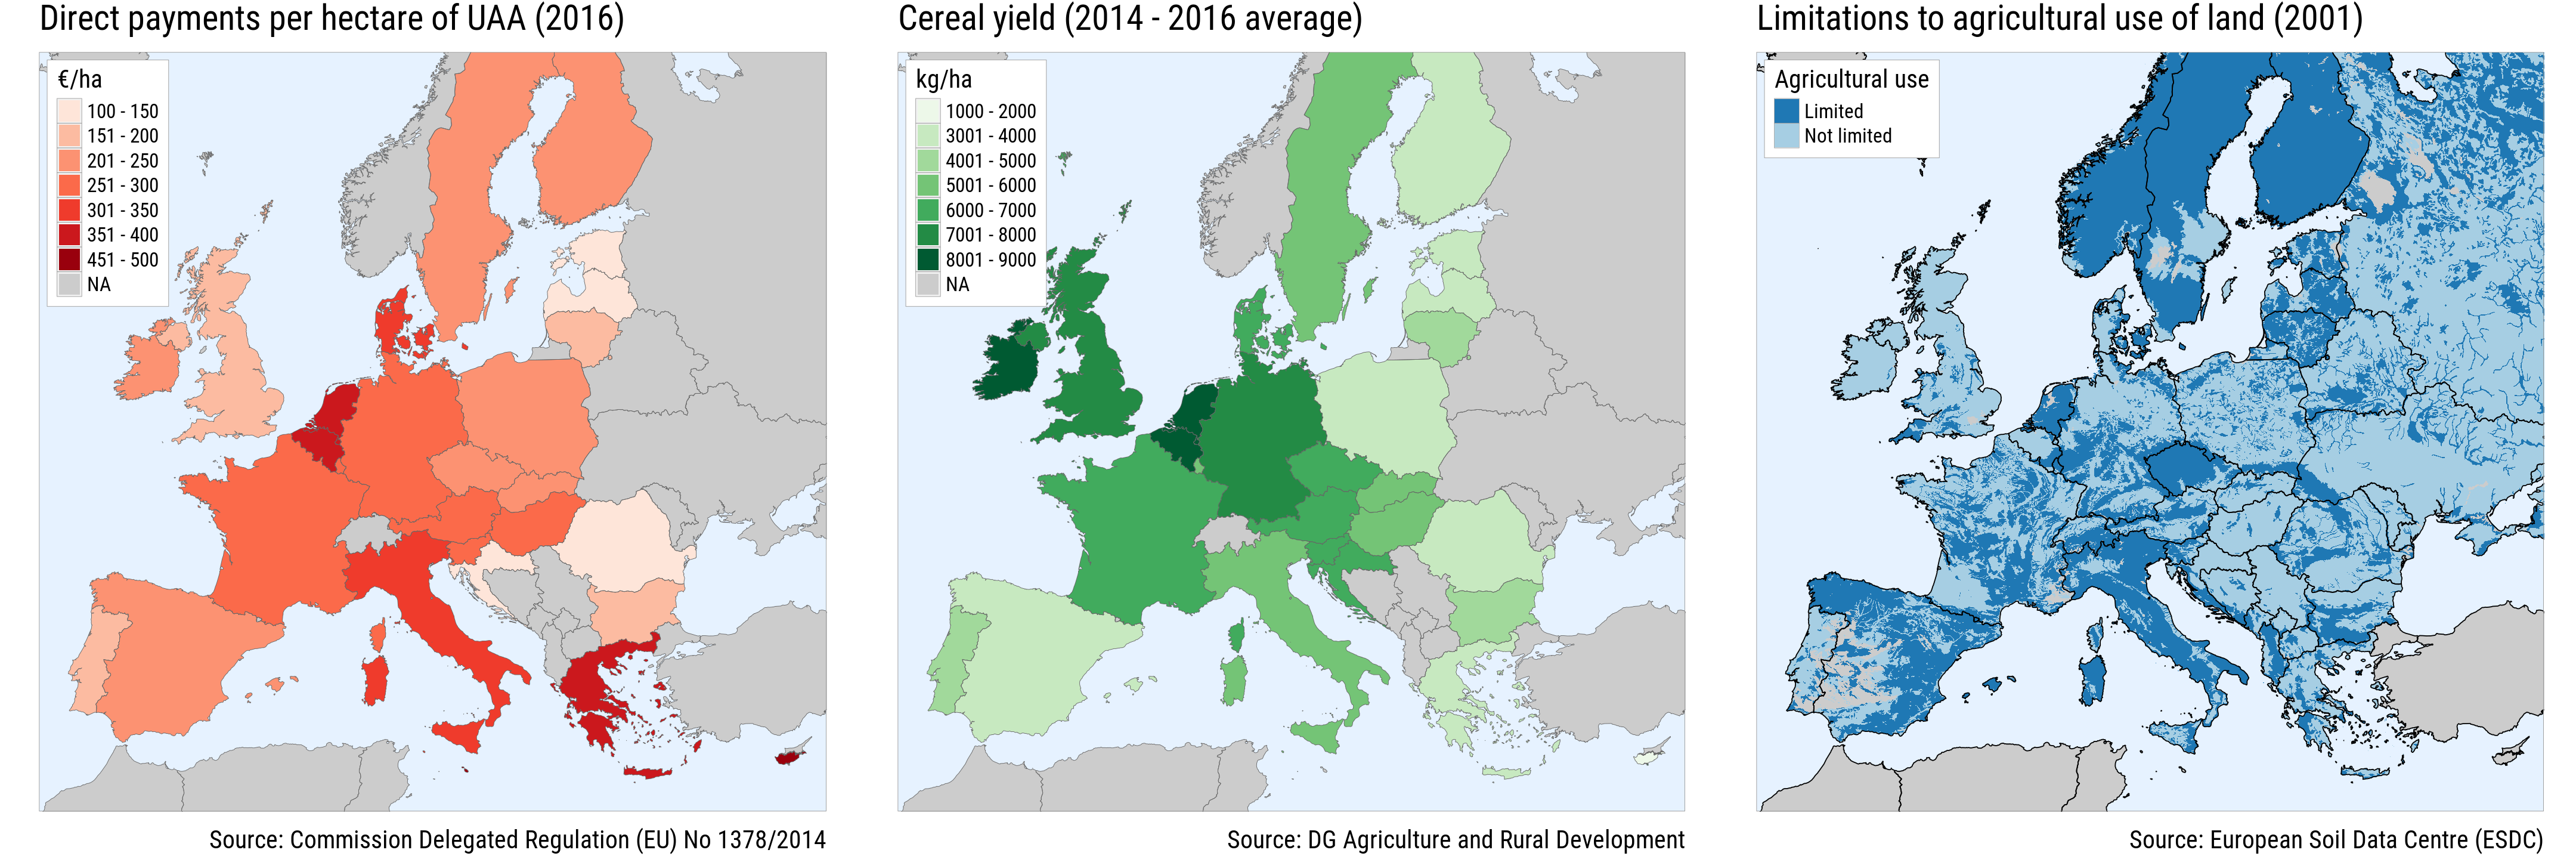 Direct payments per hectare of UAA (2016)
€/ha
100 - 150
151 - 200
201 - 250
251 - 300
301 - 350
351 - 400
451 - 500
NA
Source: Commission Delegated Regulation (EU) No 1378/2014
Cereal yield (2014 - 2016 average)
kg/ha
1000 - 2000
3001 - 4000
4001 - 5000
5001 - 6000
6000 - 7000
7001 - 8000
8001 - 9000
NA
Source: DG Agriculture and Rural Development
Limitations to agricultural use of land (2001)
Agricultural use
Limited
Not limited
Source: European Soil Data Centre (ESDC)